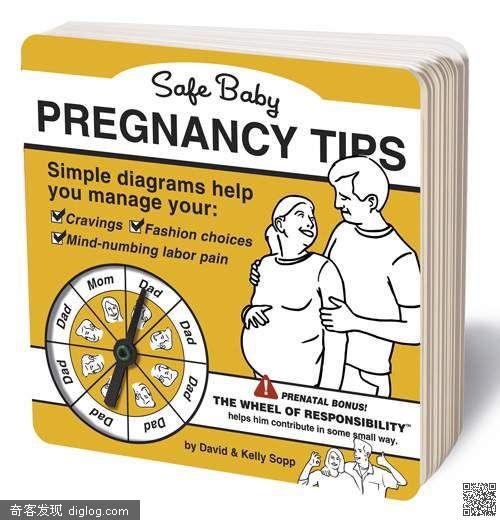 Safe Baby
PREGNANCY TIPS
Simple diagrams help
you manage your:
Cravings Fashion choices
Mind-numbing labor pain
Mom
Dad
Dad
Dad
Dad
Dad
Dad
Dad
PRENATAL BONUS!
THE WHEEL OF RESPONSIBILITY™
helps him contribute in some small way.
by David & Kelly Sopp
奇客发现 diglog.com